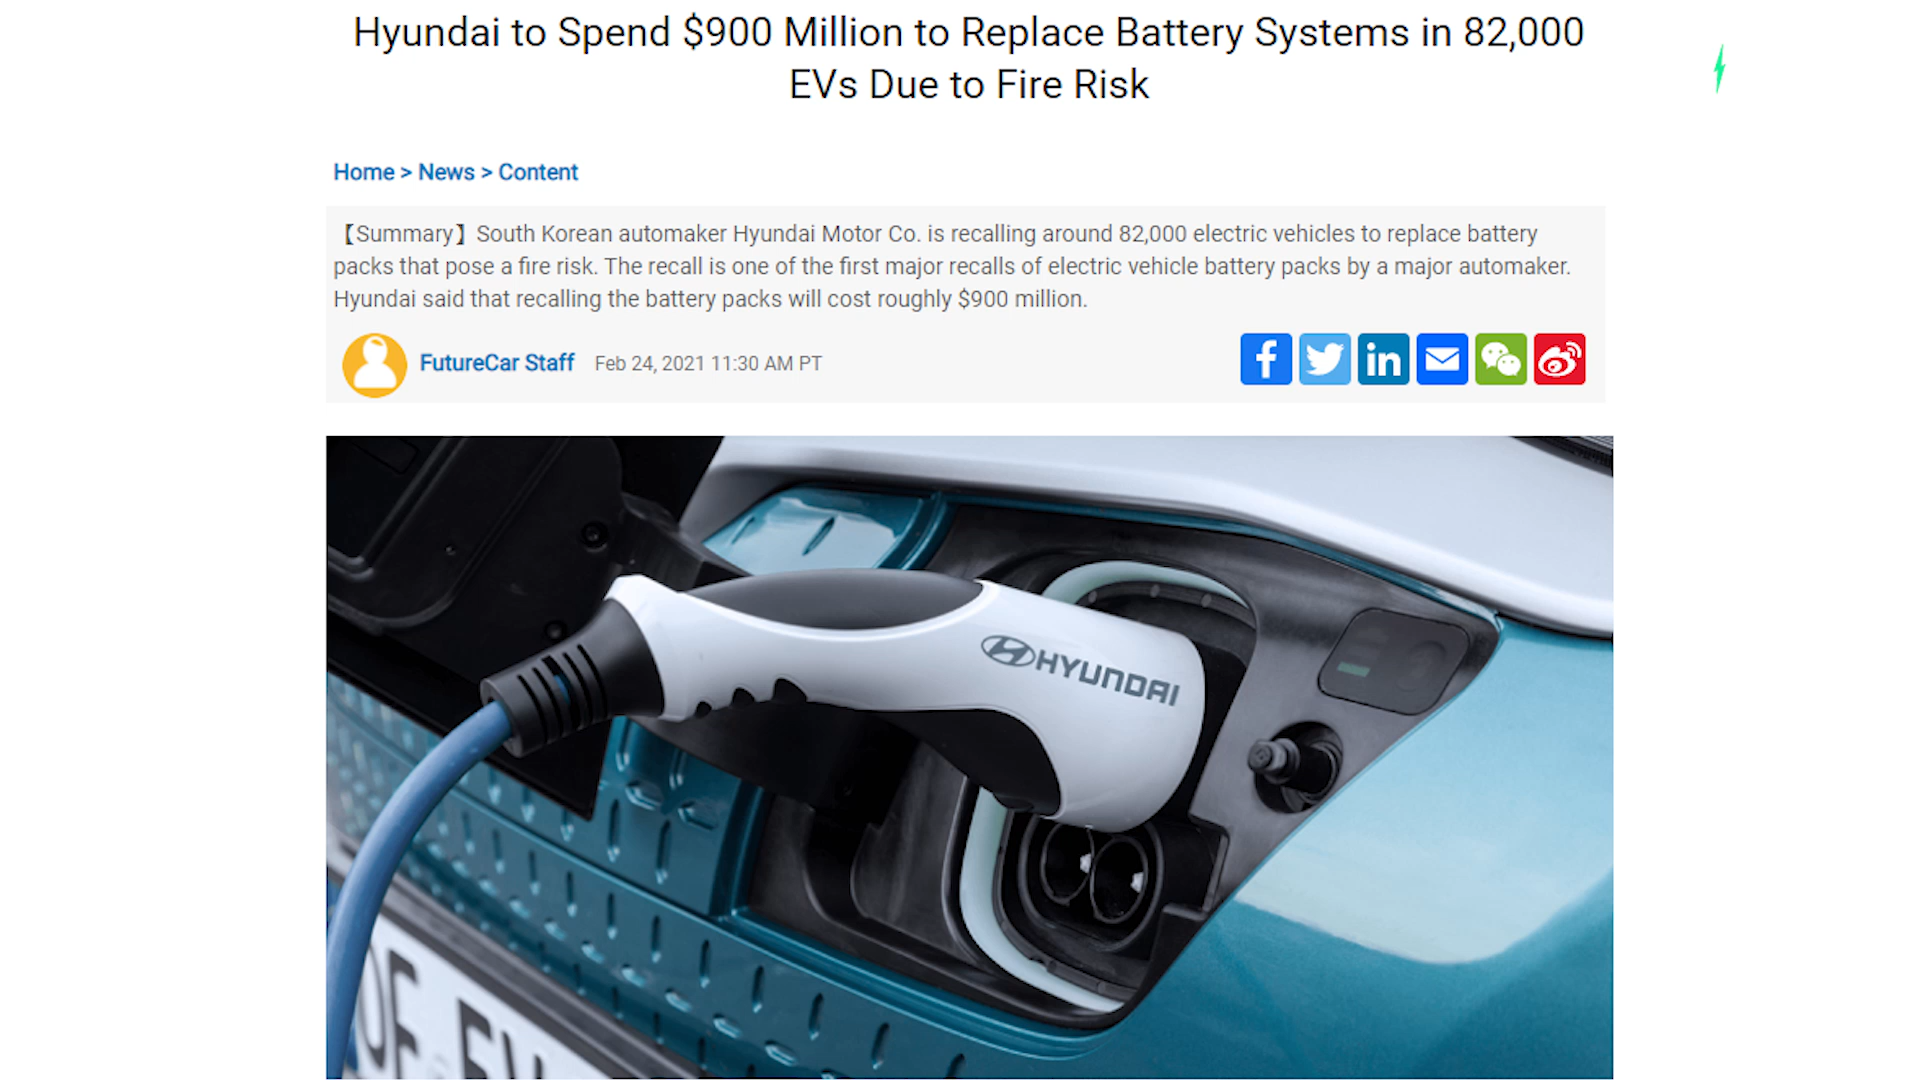 Hyundai to Spend $900 Million to Replace Battery Systems in 82,000
EVs Due to Fire Risk
Home > News > Content
【Summary】South Korean automaker Hyundai Motor Co. is recalling around 82,000 electric vehicles to replace battery
packs that pose a fire risk. The recall is one of the first major recalls of electric vehicle battery packs by a major automaker.
Hyundai said that recalling the battery packs will cost roughly $900 million.
FutureCar Staff Feb 24, 2021 11:30 AM PT
HYUNDAI